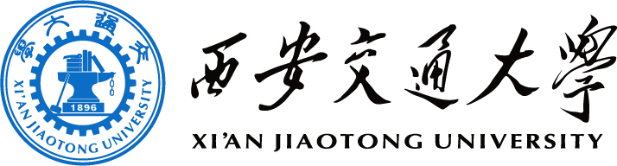 學大通交
1896
XI'AN JIAOTONG UNIVERSITY
西安交通大學
XI'AN JIAOTONG UNIVERSITY